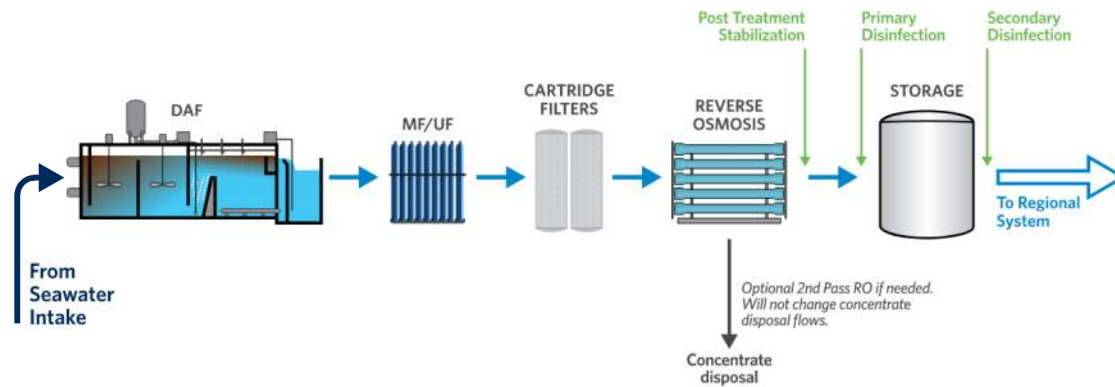 Post Treatment
Stabilization
Primary
Disinfection
Secondary
Disinfection
DAF
MF/UF
CARTRIDGE
FILTERS
REVERSE
OSMOSIS
STORAGE
To Regional
System
From
Seawater
Intake
Optional 2nd Pass RO if needed.
Will not change concentrate
disposal flows.
Concentrate
disposal